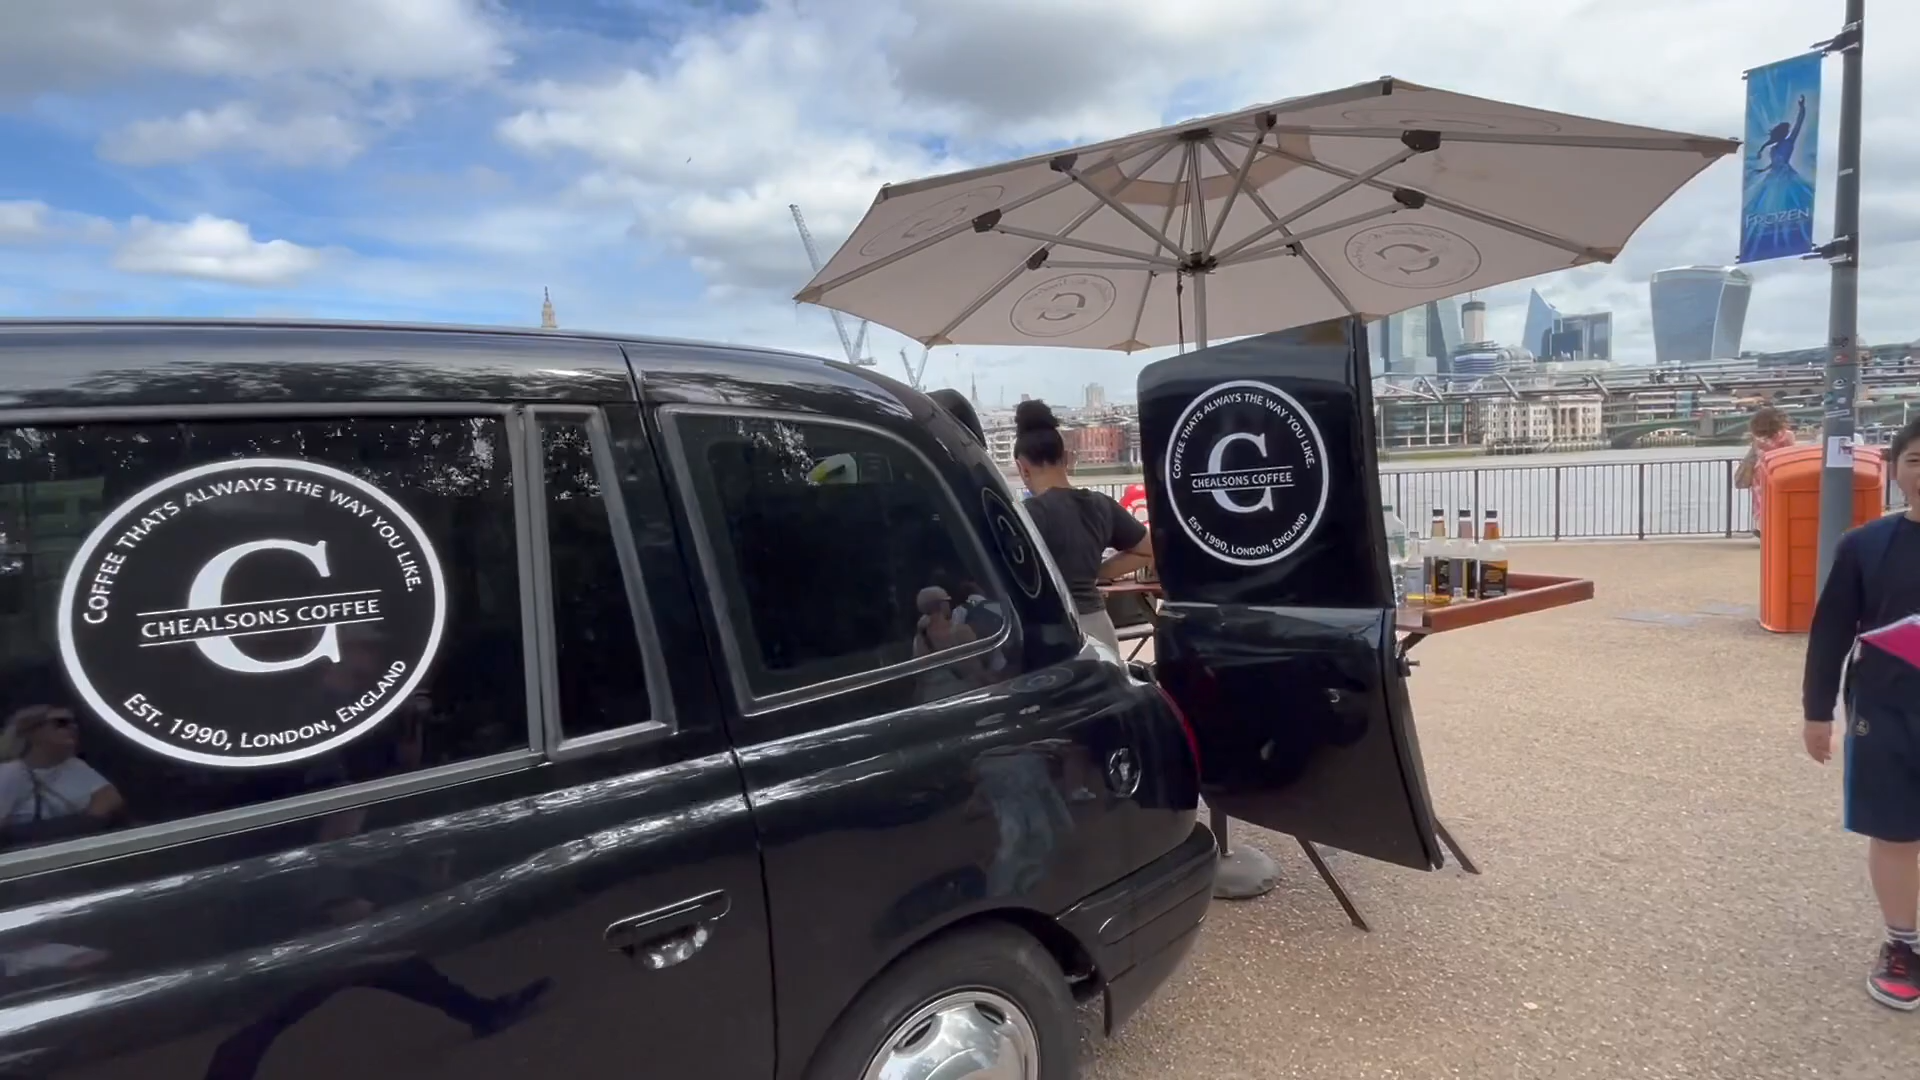 COFFEE THATS ALWAYS THE WAY YOU LIKE.
C
CHEALSONS COFFEE
EST. 1990, LONDON, ENGLAND
COFFEE THATS ALWAYS THE WAY YOU LIKE.
C
CHEALSONS COFFEE
EST. 1990, LONDON, ENGLAND
FROZEN